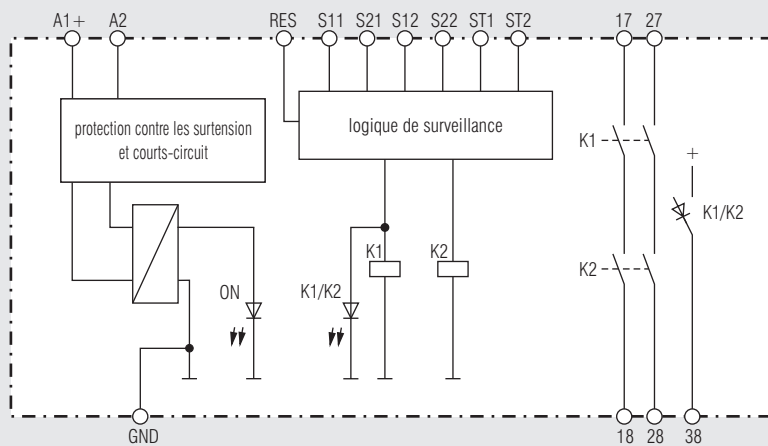 A1+ A2 RES S11 S21 S12 S22 ST1 ST2 17 27
protection contre les surtension
et courts-circuit
logique de surveillance
K1
+
K1/K2
K1 K2
K2
ON K1/K2
GND 18 28 38